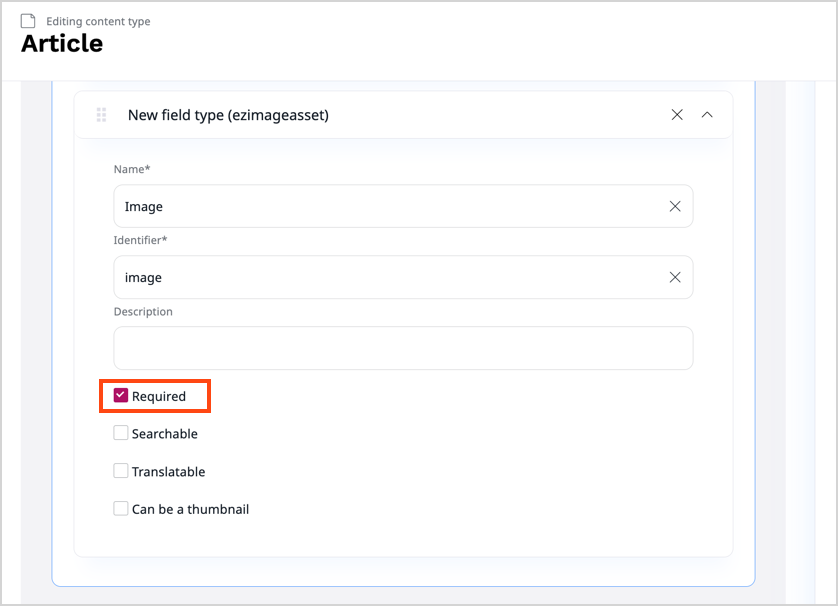 Editing content type
Article
New field type (ezimageasset)
Name*
Image
Identifier*
image
Description
Required
Searchable
Translatable
Can be a thumbnail